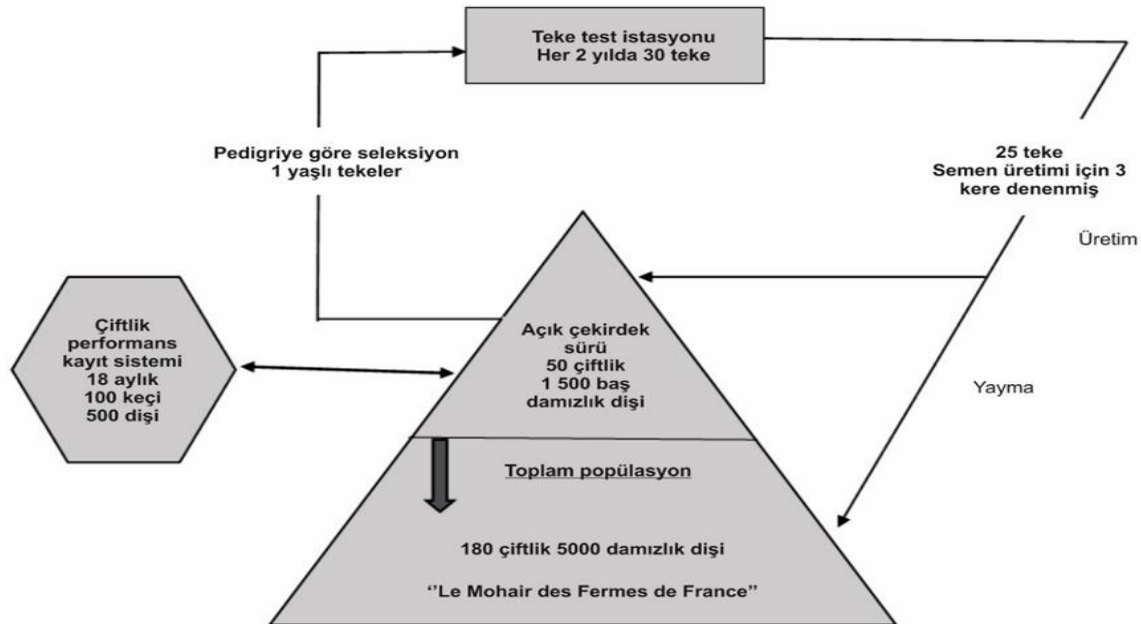 Teke test istasyonu
Her 2 yılda 30 teke
Pedigriye göre seleksiyon
1 yaşlı tekeler
25 teke
Semen üretimi için 3
kere denenmiş
Üretim
Çiftlik
performans
kayıt sistemi
18 aylık
100 keçi
500 dişi
Açık çekirdek
sürü
50 çiftlik
1 500 baş
damızlık dişi
Yayma
Toplam popülasyon
180 çiftlik 5000 damızlık dişi
‘’Le Mohair des Fermes de France’’